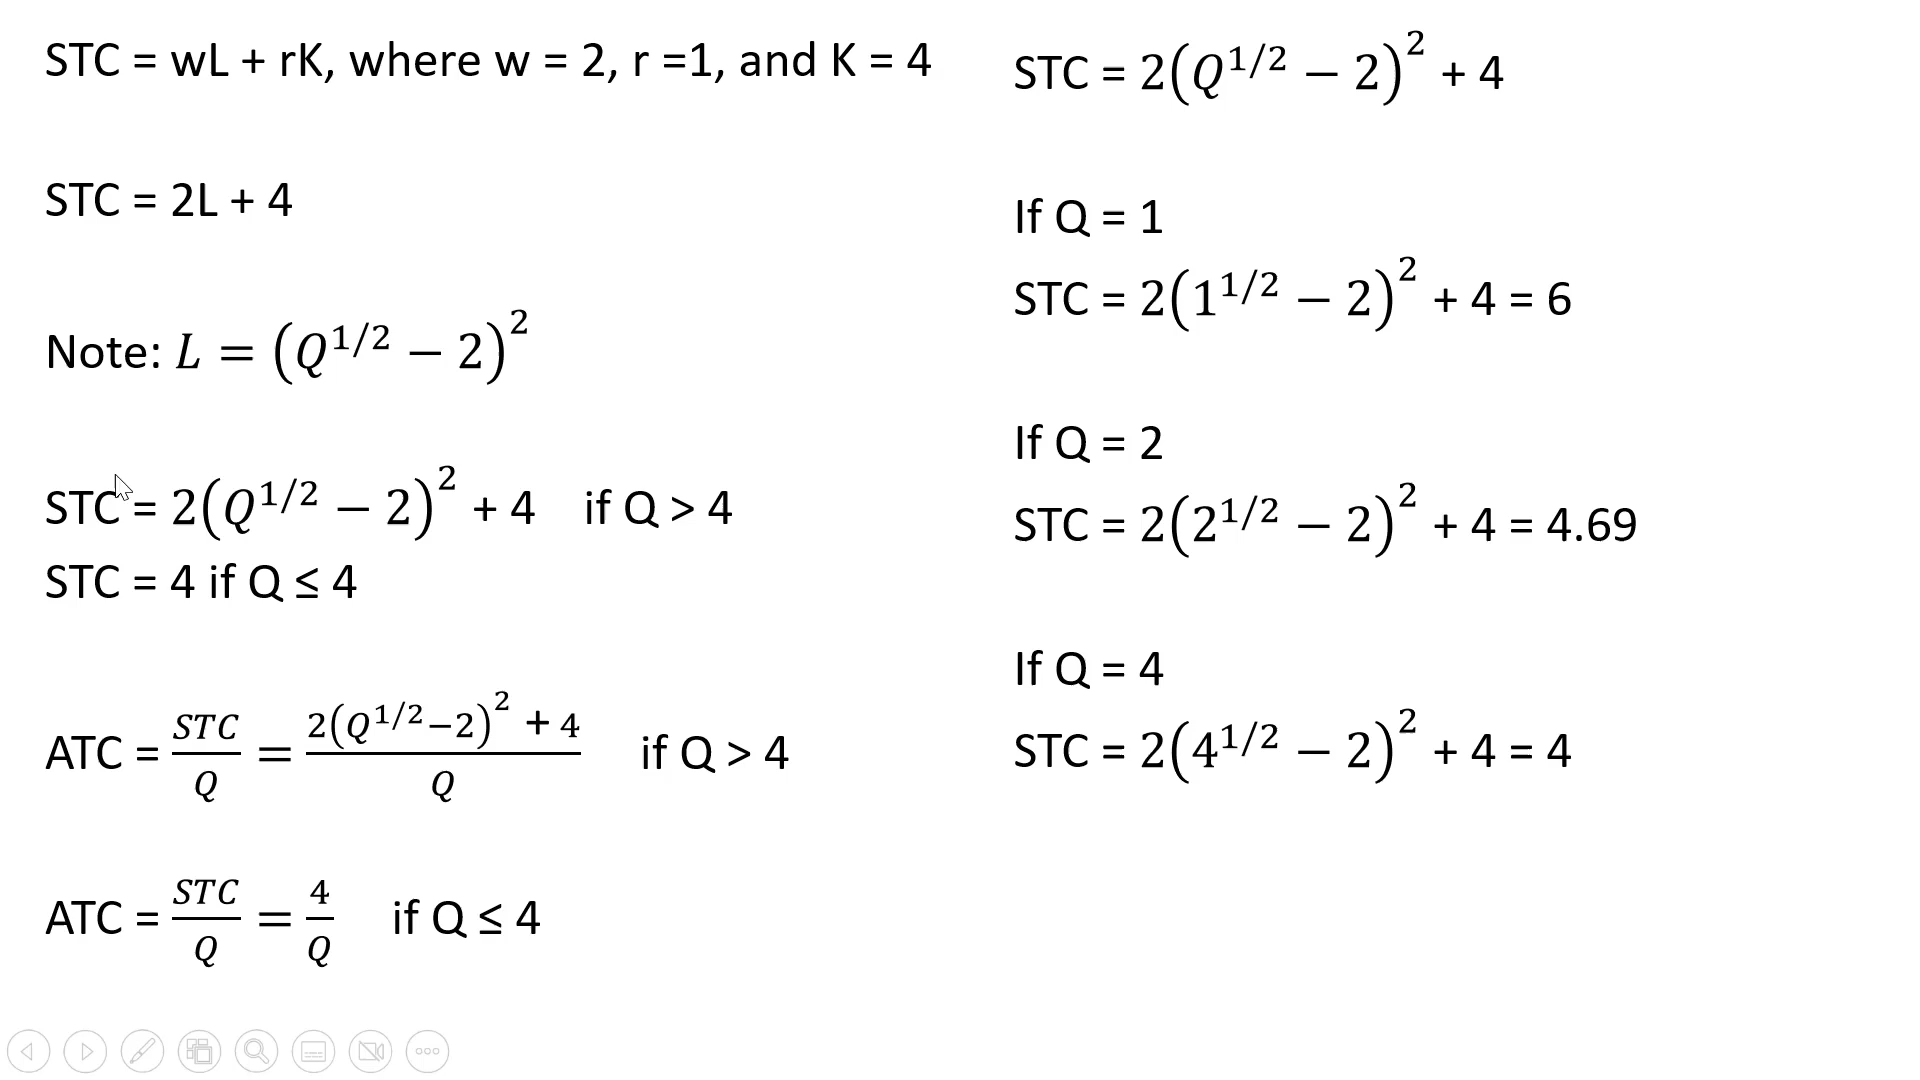 STC = wL + rK, where w = 2, r =1, and K = 4
STC = 2L + 4
Note: L = (Q^{1/2} − 2)^2
STC = 2(Q^{1/2} − 2)^2 + 4 if Q > 4
STC = 4 if Q ≤ 4
ATC = \frac{STC}{Q} = \frac{2(Q^{1/2}−2)^2 + 4}{Q} if Q > 4
ATC = \frac{STC}{Q} = \frac{4}{Q} if Q ≤ 4
STC = 2(Q^{1/2} − 2)^2 + 4
If Q = 1
STC = 2(1^{1/2} − 2)^2 + 4 = 6
If Q = 2
STC = 2(2^{1/2} − 2)^2 + 4 = 4.69
If Q = 4
STC = 2(4^{1/2} − 2)^2 + 4 = 4